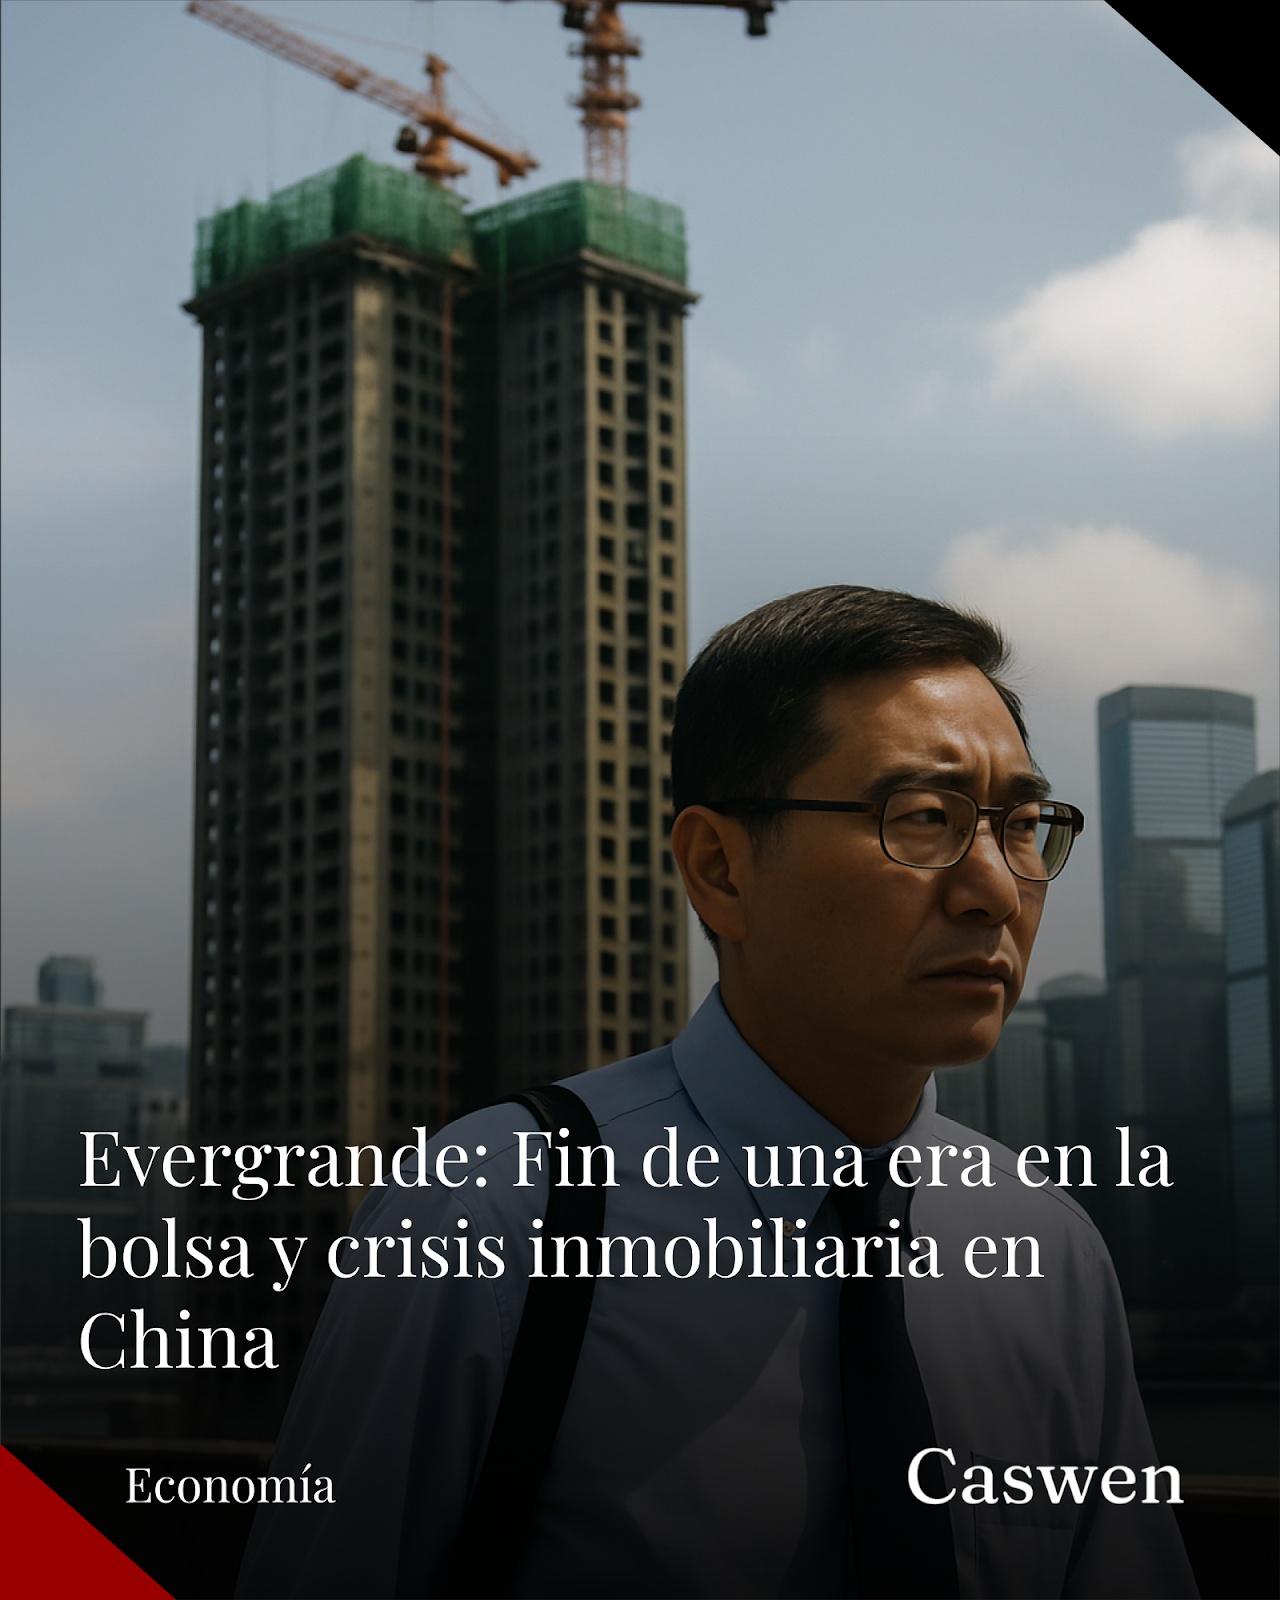 Evergrande: Fin de una era en la
bolsa y crisis inmobiliaria en
China
Economía
Caswen